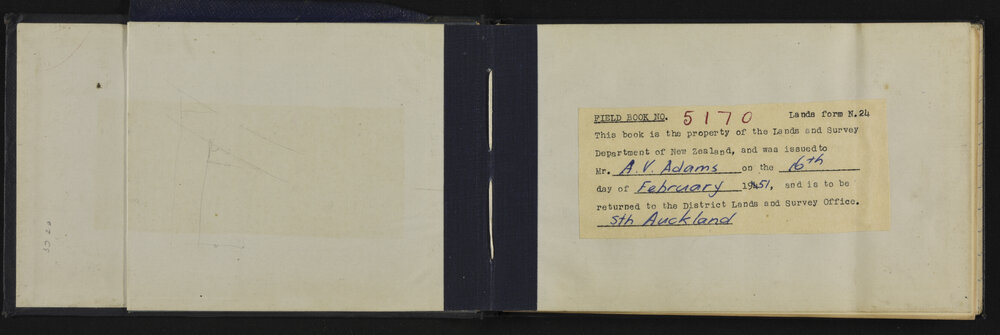 FIELD BOOK NO. 5170 Lands form N.24
This book is the property of the Lands and Survey
Department of New Zealand, and was issued to
Mr. A.V. Adams on the 16th
day of February 1951, and is to be
returned to the District Lands and Survey Office.
Sth Auckland